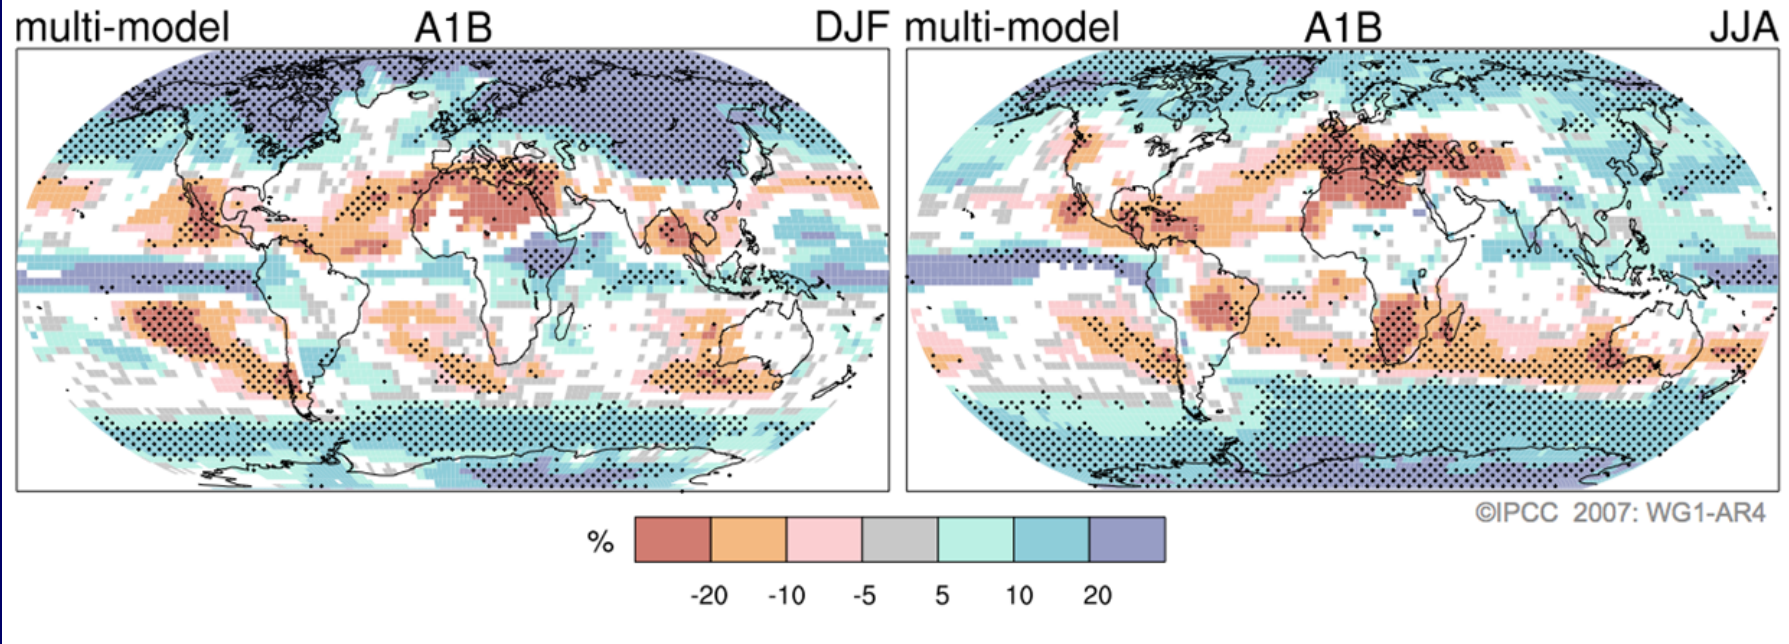 multi-model A1B DJF
multi-model A1B JJA
©IPCC 2007: WG1-AR4
%
-20 -10 -5 5 10 20